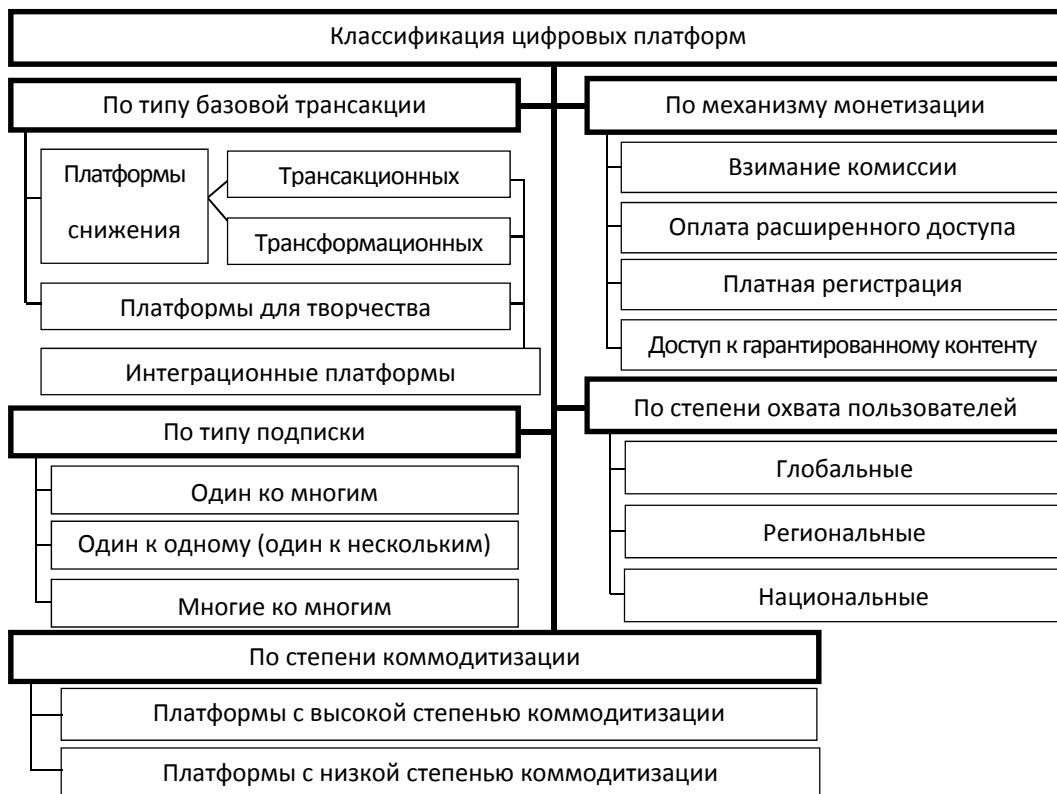 Классификация цифровых платформ
По типу базовой трансакции
Платформы
снижения
Трансакционных
Трансформационных
Платформы для творчества
Интеграционные платформы
По механизму монетизации
Взимание комиссии
Оплата расширенного доступа
Платная регистрация
Доступ к гарантированному контенту
По типу подписки
Один ко многим
Один к одному (один к нескольким)
Многие ко многим
По степени охвата пользователей
Глобальные
Региональные
Национальные
По степени коммодитизации
Платформы с высокой степенью коммодитизации
Платформы с низкой степенью коммодитизации